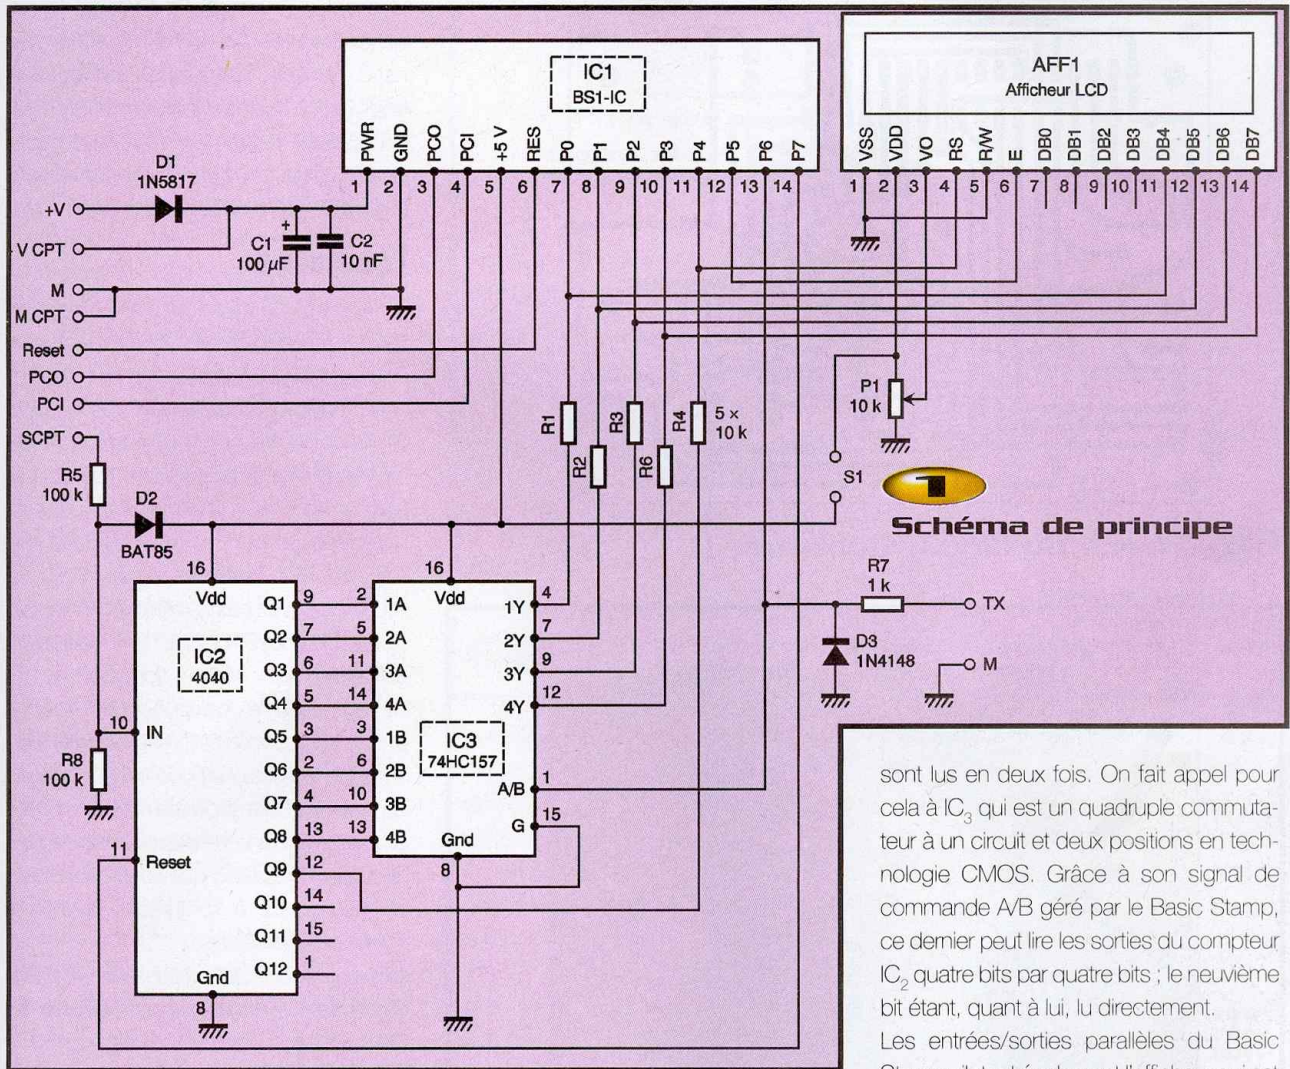 IC1
BS1-IC
PWR
GND
PCO
PCI
+5 V
RES
P0
P1
P2
P3
P4
P5
P6
P7
1
2
3
4
5
6
7
8
9
10
11
12
13
14
AFF1
Afficheur LCD
VSS
VDD
VO
RS
R/W
E
DB0
DB1
DB2
DB3
DB4
DB5
DB6
DB7
1
2
3
4
5
6
7
8
9
10
11
12
13
14
D1
1N5817
+V
V CPT
C1
100 µF
+
C2
10 nF
M
M CPT
Reset
PCO
PCI
SCPT
R5
100 k
D2
BAT85
R1
R2
R3
R6
R4
5 ×
10 k
P1
10 k
S1
1
Schéma de principe
16
Vdd
IC2
4040
10
IN
R8
100 k
11
Reset
Gnd
8
Q1 9
Q2 7
Q3 6
Q4 5
Q5 3
Q6 2
Q7 4
Q8 13
Q9 12
Q10 14
Q11 15
Q12 1
16
Vdd
2 1A
5 2A
11 3A
14 4A
3 1B
6 2B
10 3B
13 4B
IC3
74HC157
1Y 4
2Y 7
3Y 9
4Y 12
A/B 1
G 15
Gnd
8
R7
1 k
TX
D3
1N4148
M
sont lus en deux fois. On fait appel pour
cela à IC3 qui est un quadruple commuta-
teur à un circuit et deux positions en tech-
nologie CMOS. Grâce à son signal de
commande A/B géré par le Basic Stamp,
ce dernier peut lire les sorties du compteur
IC2 quatre bits par quatre bits ; le neuvième
bit étant, quant à lui, lu directement.
Les entrées/sorties parallèles du Basic